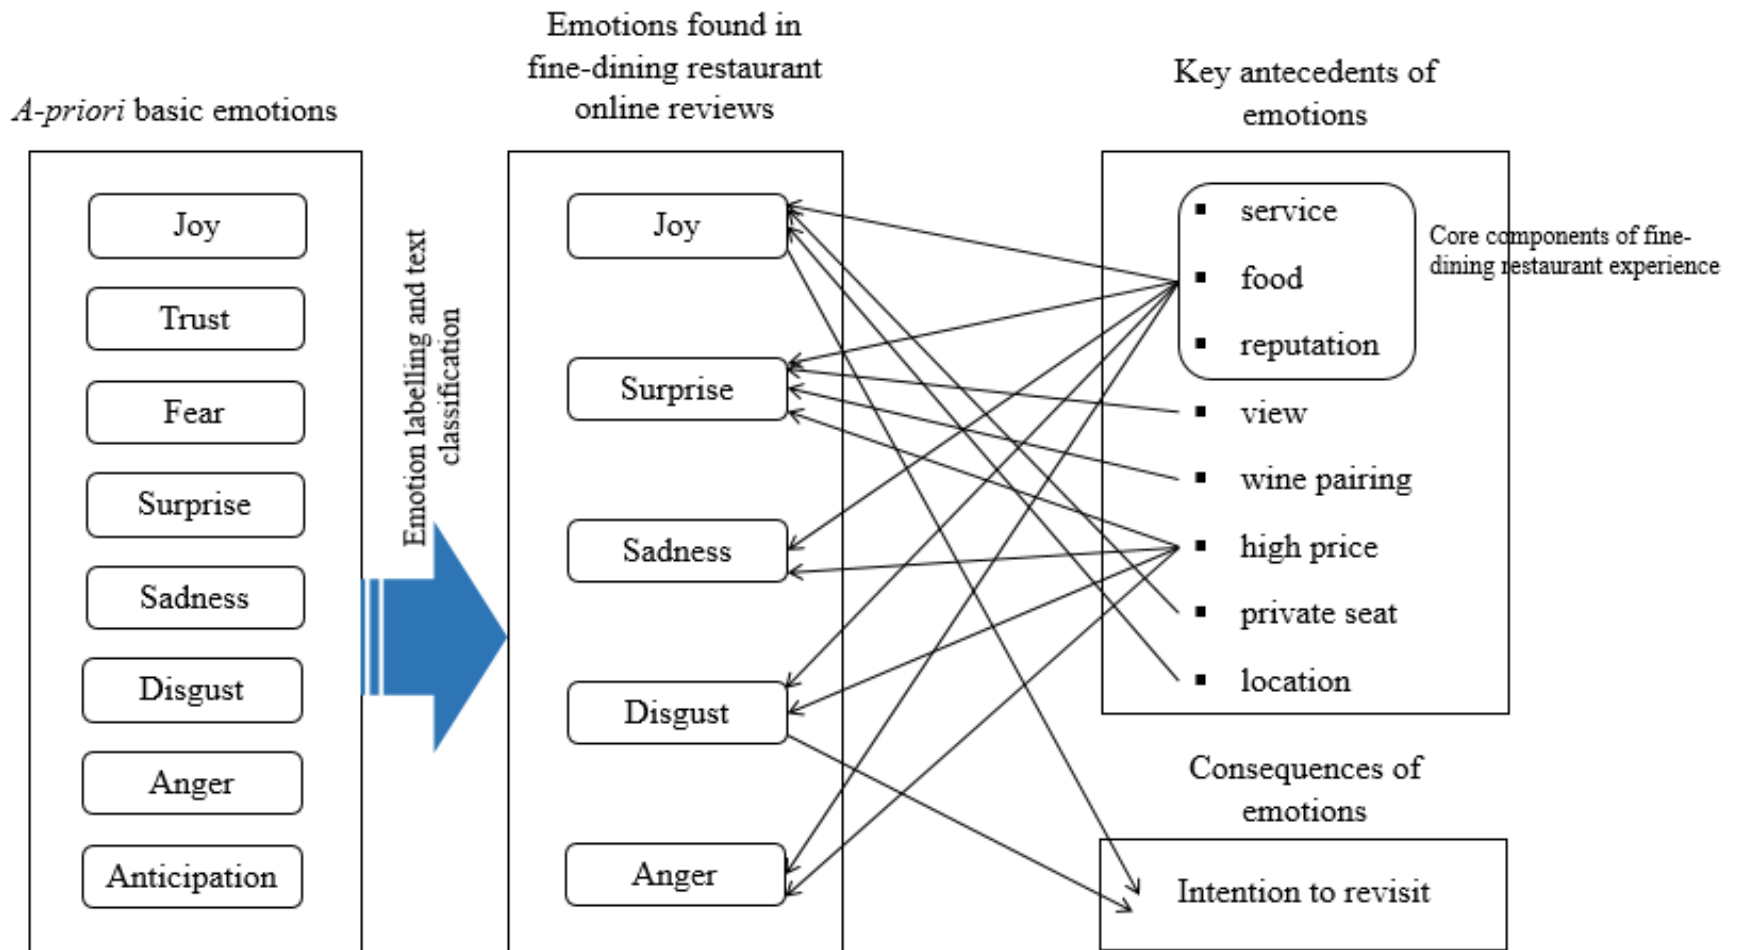 A-priori basic emotions
Joy
Trust
Fear
Surprise
Sadness
Disgust
Anger
Anticipation
Emotion labelling and text
classification
Emotions found in
fine-dining restaurant
online reviews
Joy
Surprise
Sadness
Disgust
Anger
Key antecedents of
emotions
▪ service
▪ food
▪ reputation
▪ view
▪ wine pairing
▪ high price
▪ private seat
▪ location
Core components of fine-
dining restaurant experience
Consequences of
emotions
Intention to revisit